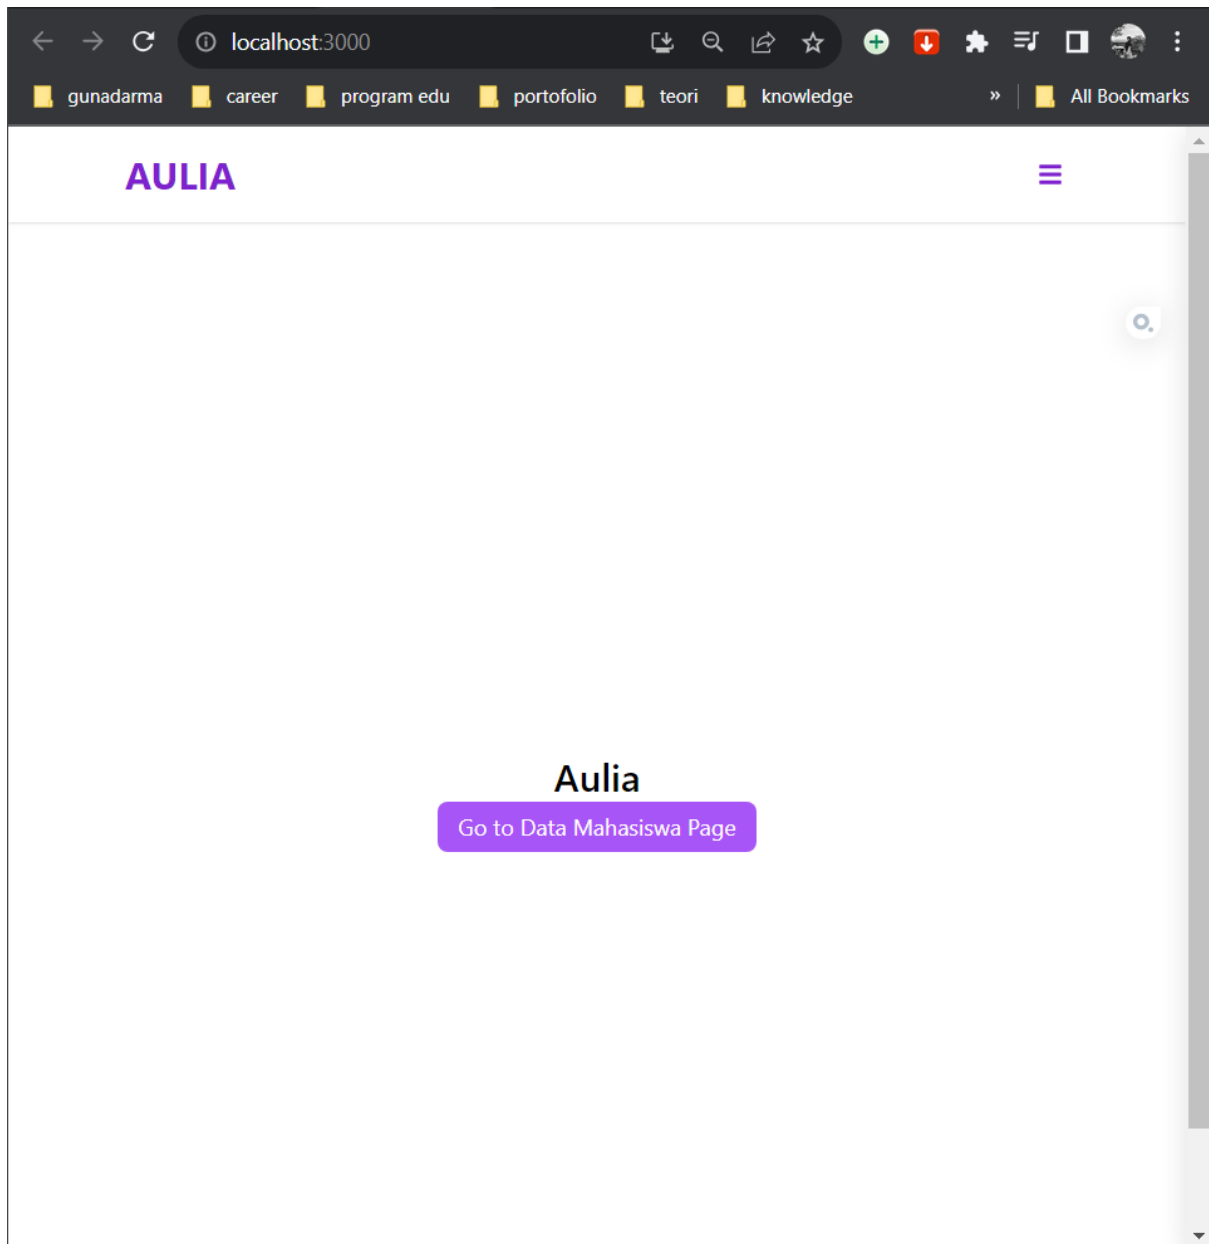 localhost:3000
gunadarma career program edu portofolio teori knowledge » All Bookmarks
AULIA
Aulia
Go to Data Mahasiswa Page